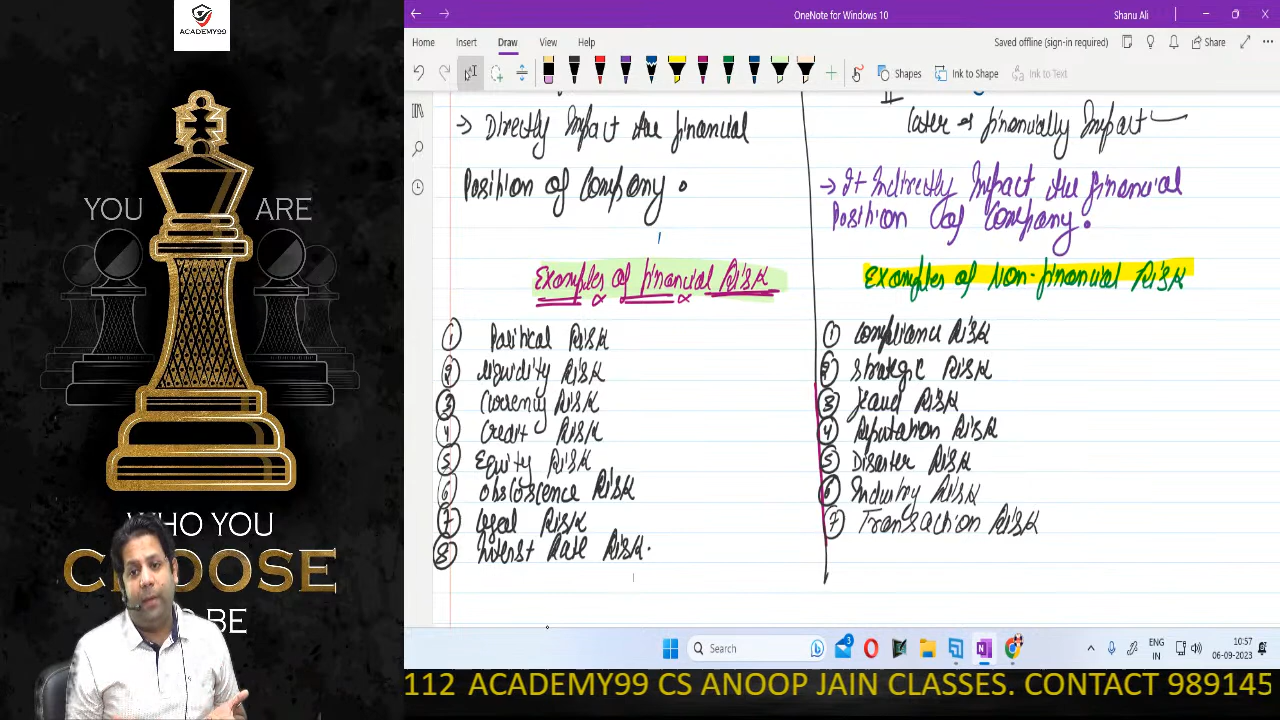 ACADEMY99
YOU ARE
WHO YOU
CHOOSE
TO BE
OneNote for Windows 10
Shanu Ali
Home Insert Draw View Help
Saved offline (sign-in required)
Share
Shapes
Ink to Shape
Ink to Text
→ Directly Impact the financial
Position of Company.
Examples of financial Risk
① Political Risk
② Liquidity Risk
③ Currency Risk
④ Credit Risk
⑤ Equity Risk
⑥ Obsolscence Risk
⑦ Legal Risk
⑧ Interst Rate Risk.
Later financially Impact
→ It Indirectly Impact the financial
Position of Company.
Examples of Non-financial Risk
① Compliance Risk
② Strategic Risk
③ Fraud Risk
④ Reputation Risk
⑤ Disaster Risk
⑥ Industry Risk
⑦ Transaction Risk
Search
3
ENG
IN
10:57
06-09-2023
112 ACADEMY99 CS ANOOP JAIN CLASSES. CONTACT 989145